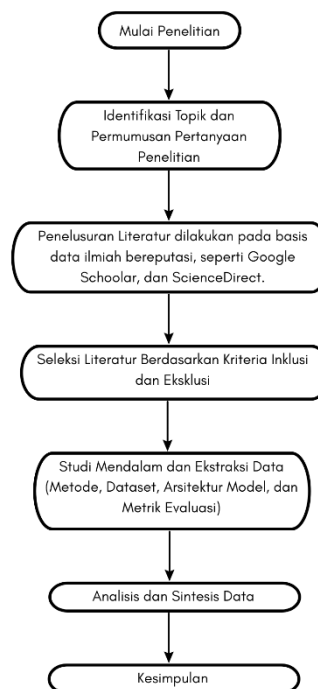 Mulai Penelitian
Identifikasi Topik dan
Permumusan Pertanyaan
Penelitian
Penelusuran Literatur dilakukan pada basis
data ilmiah bereputasi, seperti Google
Schoolar, dan ScienceDirect.
Seleksi Literatur Berdasarkan Kriteria Inklusi
dan Eksklusi
Studi Mendalam dan Ekstraksi Data
(Metode, Dataset, Arsitektur Model, dan
Metrik Evaluasi)
Analisis dan Sintesis Data
Kesimpulan